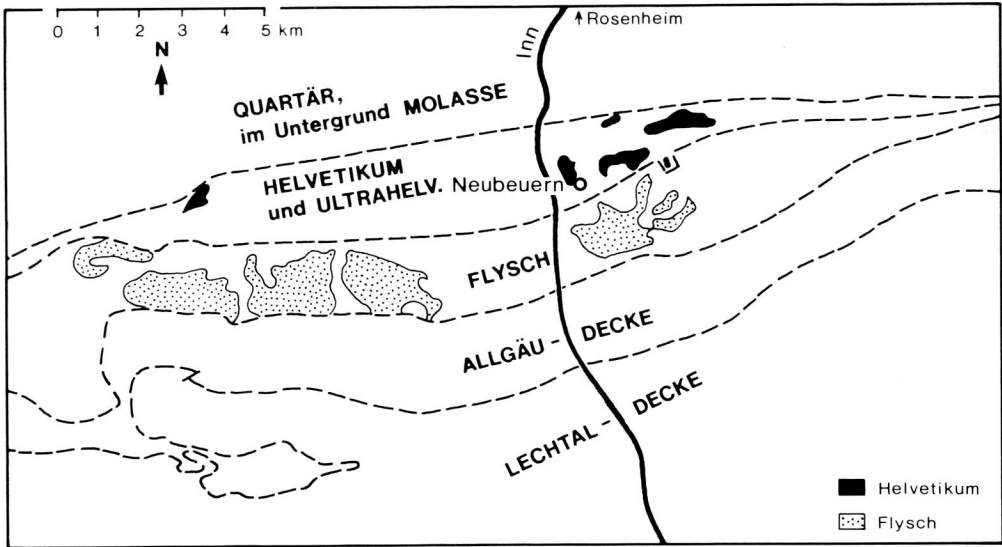 0 1 2 3 4 5 km
N
Inn
Rosenheim
QUARTÄR,
im Untergrund MOLASSE
HELVETIKUM
und ULTRAHELV.
Neubeuern
FLYSCH
ALLGÄU - DECKE
LECHTAL - DECKE
Helvetikum
Flysch